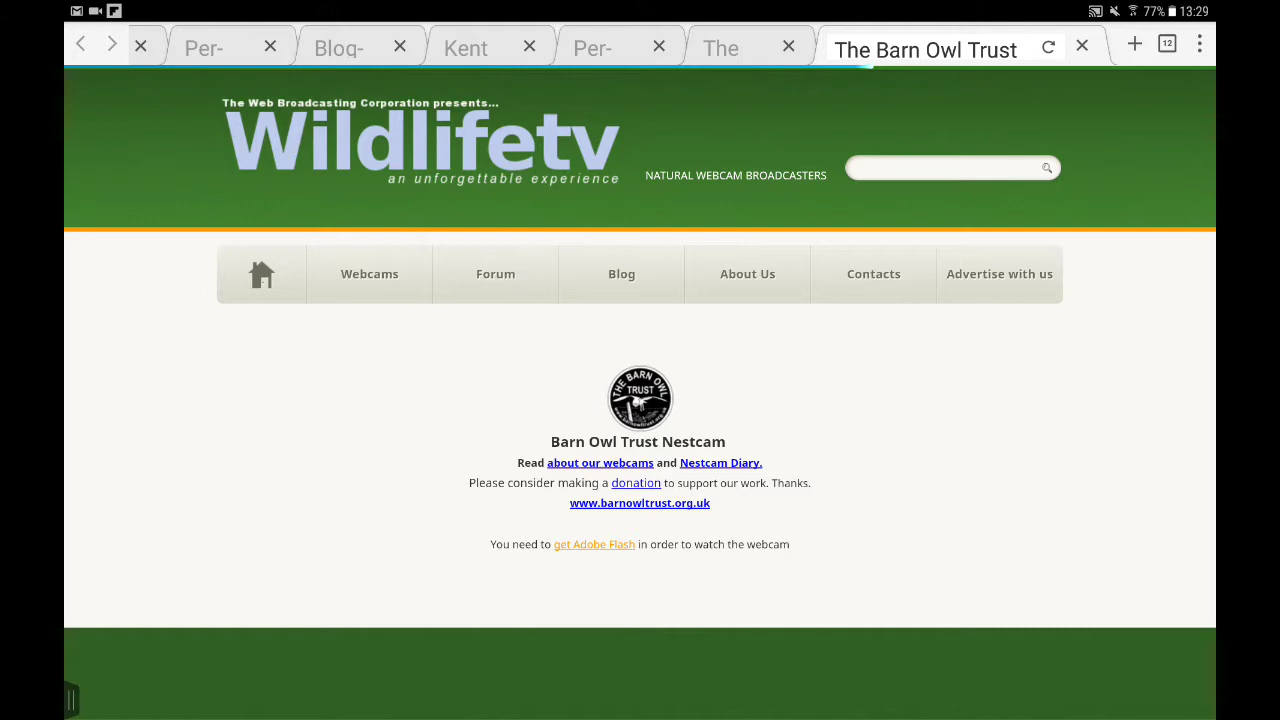 77% 13:29
Per-
Blog-
Kent
Per-
The
The Barn Owl Trust
12
The Web Broadcasting Corporation presents...
Wildlifetv
an unforgettable experience
NATURAL WEBCAM BROADCASTERS
Webcams
Forum
Blog
About Us
Contacts
Advertise with us
THE BARN OWL
TRUST
Barn Owl Trust Nestcam
Read about our webcams and Nestcam Diary.
Please consider making a donation to support our work. Thanks.
www.barnowltrust.org.uk
You need to get Adobe Flash in order to watch the webcam